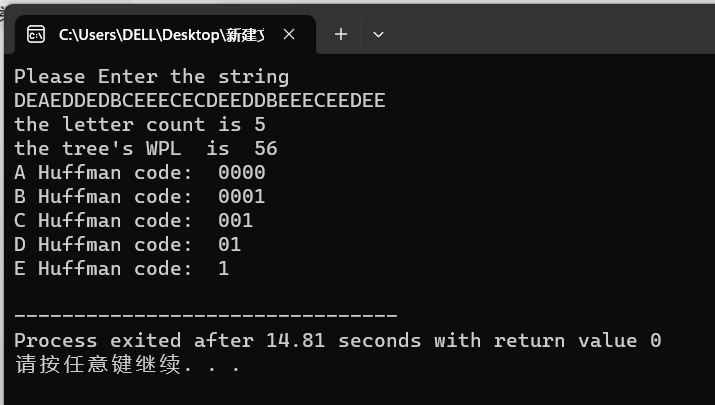 C:\Users\DELL\Desktop\新建文
Please Enter the string
DEAEDDEDBCEEECECDEEDDBEEECEEDEE
the letter count is 5
the tree's WPL  is  56
A Huffman code:  0000
B Huffman code:  0001
C Huffman code:  001
D Huffman code:  01
E Huffman code:  1
--------------------------------
Process exited after 14.81 seconds with return value 0
请按任意键继续. . .